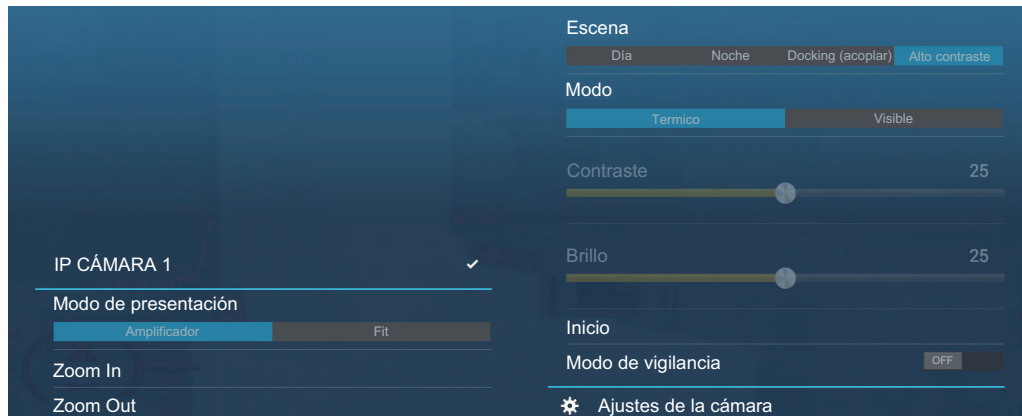 IP CÁMARA 1
Modo de presentación
Amplificador Fit
Zoom In
Zoom Out
Escena
Día Noche Docking (acoplar) Alto contraste
Modo
Termico Visible
Contraste 25
Brillo 25
Inicio
Modo de vigilancia OFF
Ajustes de la cámara